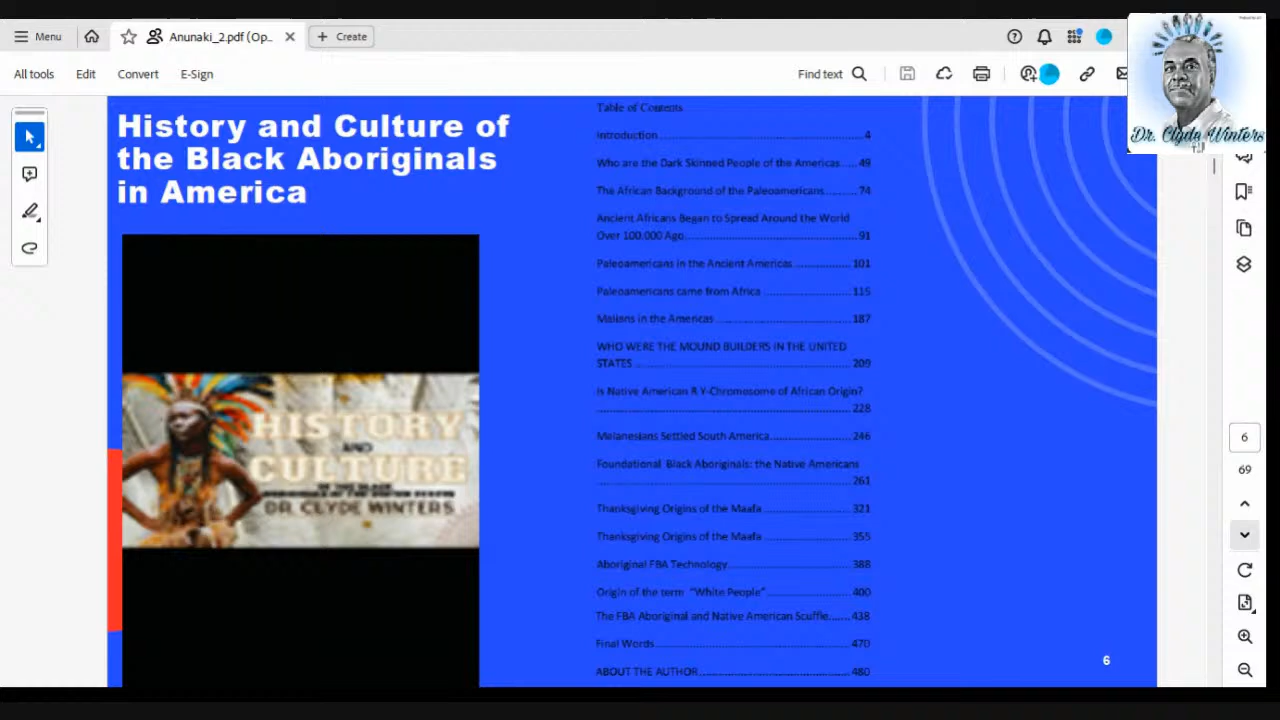 Menu
Anunaki_2.pdf (Op...
Create
All tools
Edit
Convert
E-Sign
Find text
Dr. Clyde Winters
History and Culture of
the Black Aboriginals
in America
HISTORY
AND
CULTURE
DR. CLYDE WINTERS
Table of Contents
Introduction 4
Who are the Dark Skinned People of the Americas 49
The African Background of the Paleoamericans 74
Ancient Africans Began to Spread Around the World
Over 100,000 Ago 91
Paleoamericans in the Ancient Americas 101
Paleoamericans came from Africa 115
Malians in the Americas 187
WHO WERE THE MOUND BUILDERS IN THE UNITED
STATES 209
Is Native American R Y-Chromosome of African Origin?
228
Melanesians Settled South America 246
Foundational Black Aboriginals: the Native Americans
261
Thanksgiving Origins of the Maafa 321
Thanksgiving Origins of the Maafa 355
Aboriginal FBA Technology 388
Origin of the term "White People" 400
The FBA Aboriginal and Native American Scuffle 438
Final Words 470
ABOUT THE AUTHOR 480
6
6
69